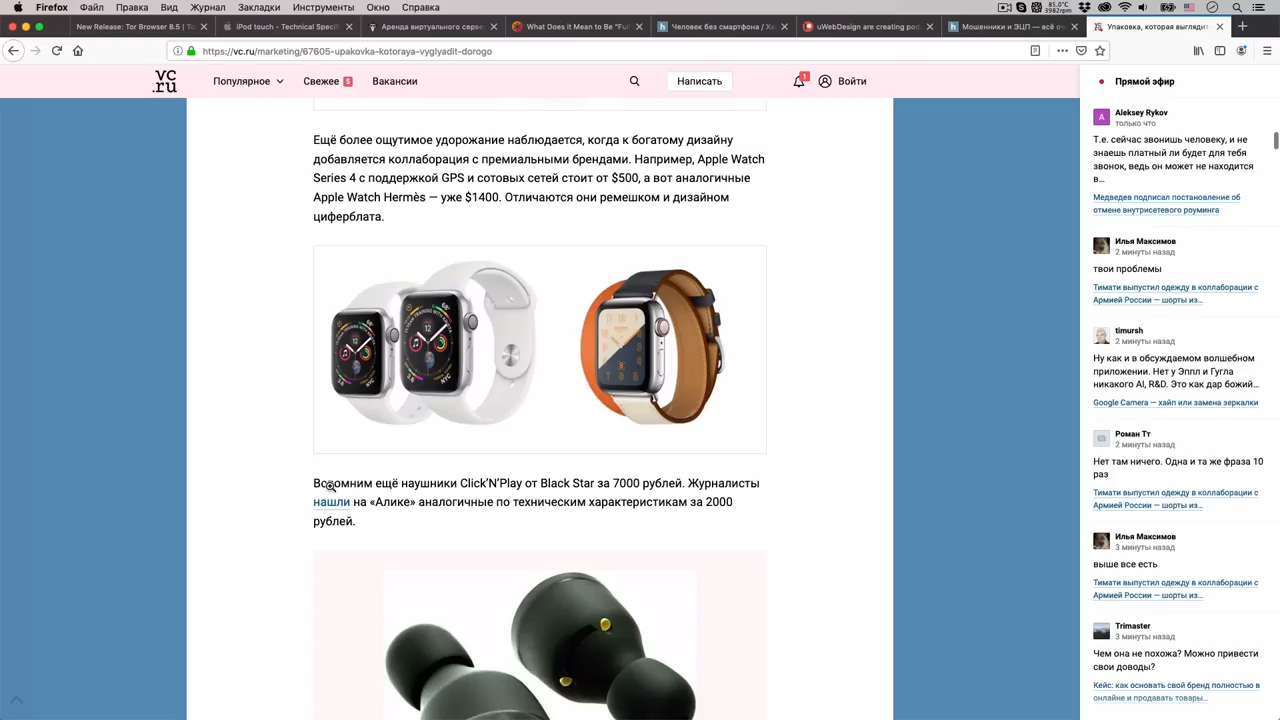 Firefox Файл Правка Вид Журнал Закладки Инструменты Окно Справка
85.0°C
3982rpm
New Release: Tor Browser 8.5 | T
iPod touch - Technical Specific
Аренда виртуального сервера
What Does it Mean to Be "Full
Человек без смартфона / Хе
uWebDesign are creating poc
Мошенники и ЭЦП — всё оч
Упаковка, которая выглядит
https://vc.ru/marketing/67605-upakovka-kotoraya-vyglyadit-dorogo
vc
.ru
Популярное
Свежее 5
Вакансии
Написать
1
Войти
Ещё более ощутимое удорожание наблюдается, когда к богатому дизайну
добавляется коллаборация с премиальными брендами. Например, Apple Watch
Series 4 с поддержкой GPS и сотовых сетей стоит от $500, а вот аналогичные
Apple Watch Hermès — уже $1400. Отличаются они ремешком и дизайном
циферблата.
Вспомним ещё наушники Click'N'Play от Black Star за 7000 рублей. Журналисты
нашли на «Алике» аналогичные по техническим характеристикам за 2000
рублей.
Прямой эфир
A
Aleksey Rykov
только что
Т.е. сейчас звонишь человеку, и не
знаешь платный ли будет для тебя
звонок, ведь он может не находится
в...
Медведев подписал постановление об
отмене внутрисетевого роуминга
Илья Максимов
2 минуты назад
твои проблемы
Тимати выпустил одежду в коллаборации с
Армией России — шорты из...
timursh
2 минуты назад
Ну как и в обсуждаемом волшебном
приложении. Нет у Эппл и Гугла
никакого AI, R&D. Это как дар божий...
Google Camera — хайп или замена зеркалки
Роман Тт
2 минуты назад
Нет там ничего. Одна и та же фраза 10
раз
Тимати выпустил одежду в коллаборации с
Армией России — шорты из...
Илья Максимов
3 минуты назад
выше все есть
Тимати выпустил одежду в коллаборации с
Армией России — шорты из...
Trimaster
3 минуты назад
Чем она не похожа? Можно привести
свои доводы?
Кейс: как основать свой бренд полностью в
онлайне и продавать товары...